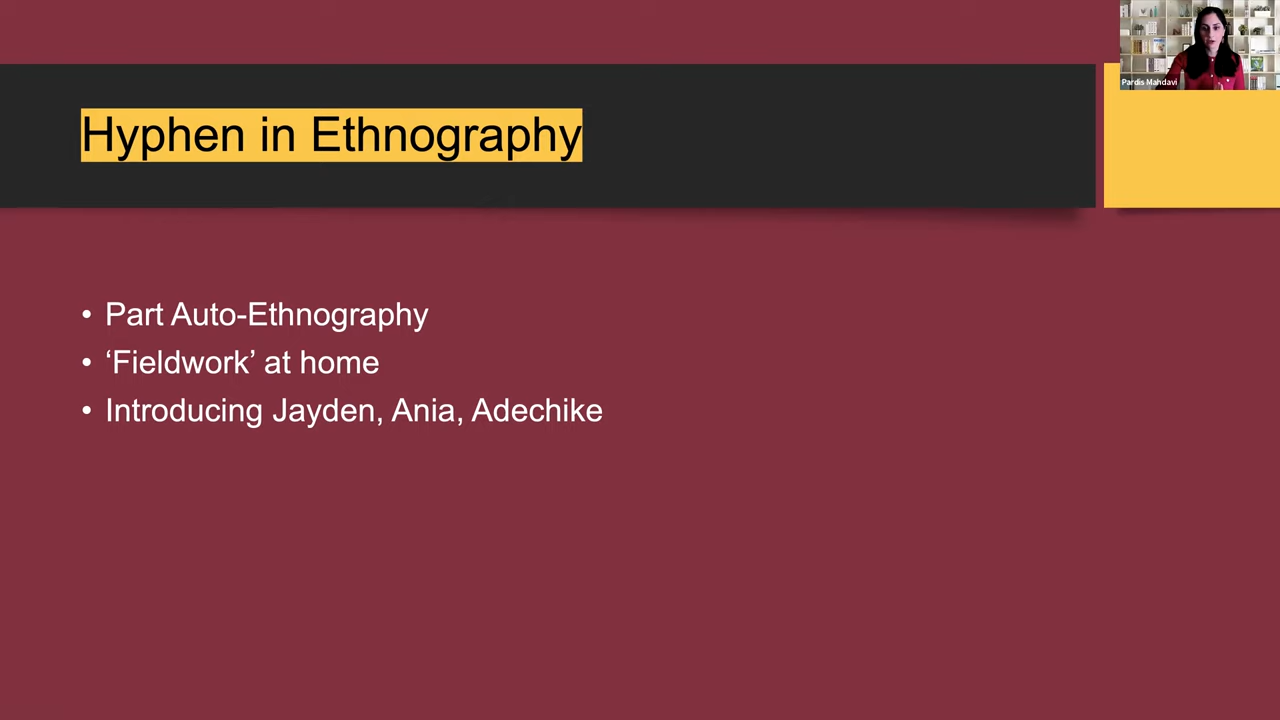 Pardis Mahdavi
Hyphen in Ethnography
• Part Auto-Ethnography
• ‘Fieldwork’ at home
• Introducing Jayden, Ania, Adechike